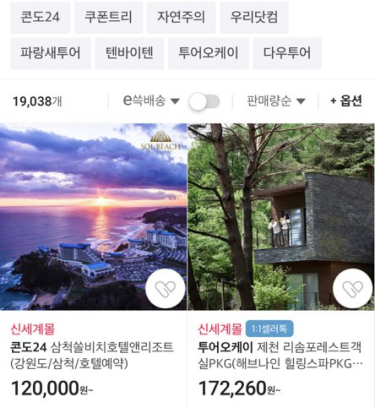 콘도24 쿠폰트리 자연주의 우리닷컴
파랑새투어 텐바이텐 투어오케이 다우투어
19,038개 e쓱배송 ▼ 판매량순 ▼ + 옵션
SOL BEACH
신세계몰
콘도24 삼척쏠비치호텔앤리조트
(강원도/삼척/호텔예약)
120,000원~
신세계몰 1:1셀러톡
투어오케이 제천 리솜포레스트객
실PKG(해브나인 힐링스파PKG…
172,260원~